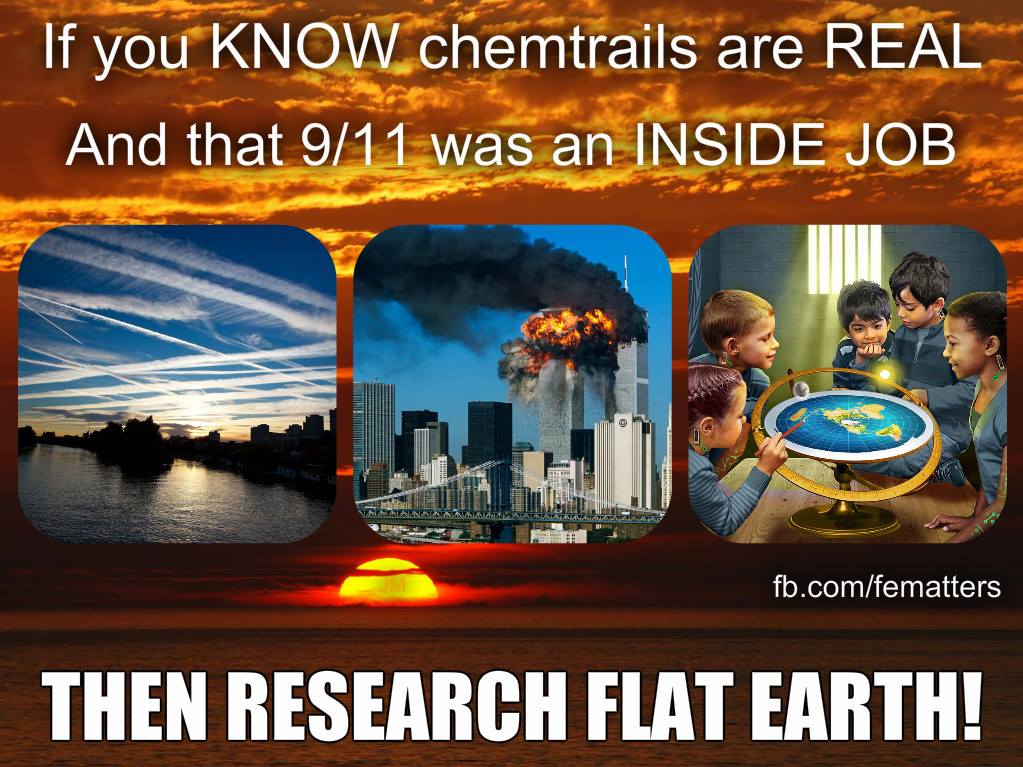 If you KNOW chemtrails are REAL
And that 9/11 was an INSIDE JOB
JM
fb.com/fematters
THEN RESEARCH FLAT EARTH!